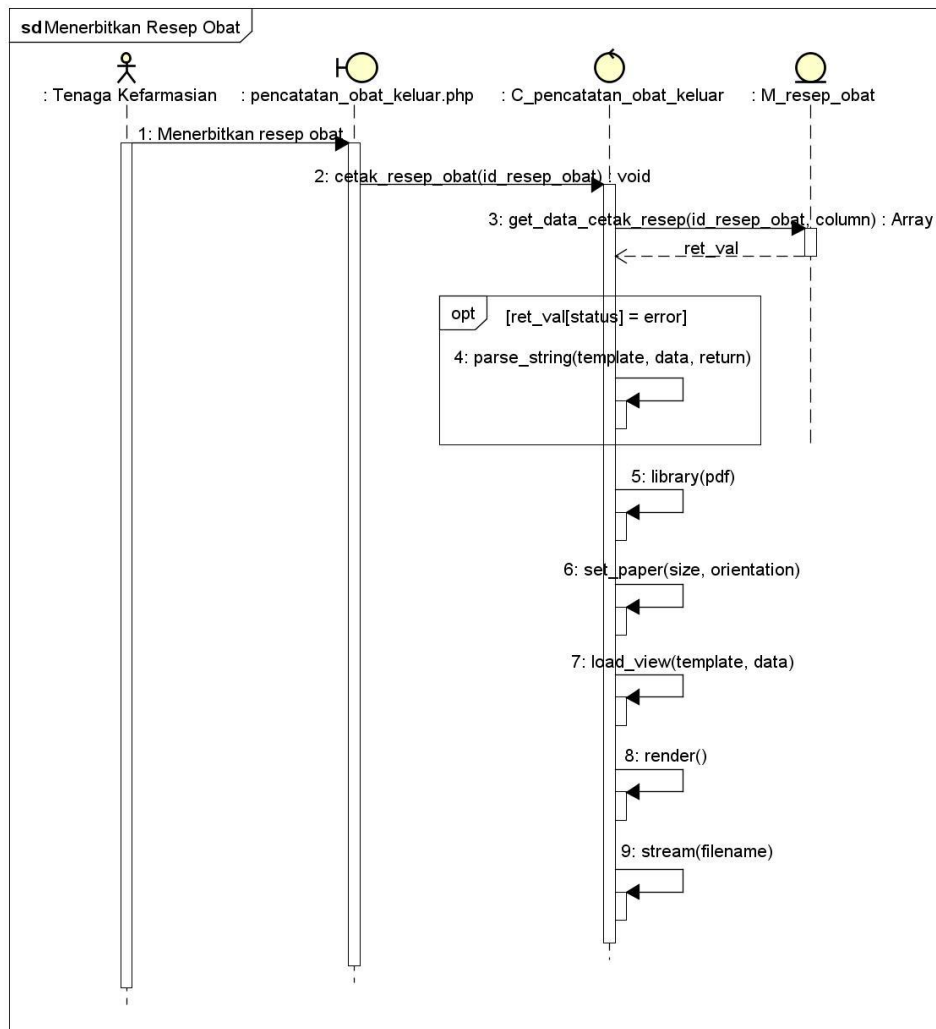 sd Menerbitkan Resep Obat
: Tenaga Kefarmasian
: pencatatan_obat_keluar.php
: C_pencatatan_obat_keluar
: M_resep_obat
1: Menerbitkan resep obat
2: cetak_resep_obat(id_resep_obat) : void
3: get_data_cetak_resep(id_resep_obat, column) : Array
ret_val
opt
[ret_val[status] = error]
4: parse_string(template, data, return)
5: library(pdf)
6: set_paper(size, orientation)
7: load_view(template, data)
8: render()
9: stream(filename)